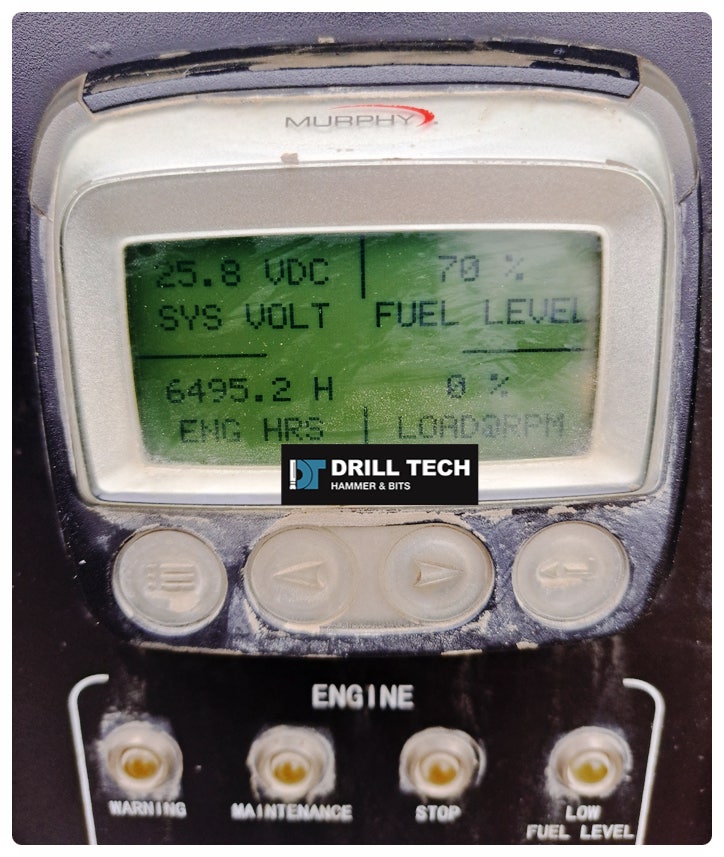 MURPHY
25.8 VDC
SYS VOLT
70 %
FUEL LEVEL
6495.2 H
ENG HRS
0 %
LOAD@RPM
DRILL TECH
HAMMER & BITS
ENGINE
WARNING
MAINTENANCE
STOP
LOW
FUEL LEVEL